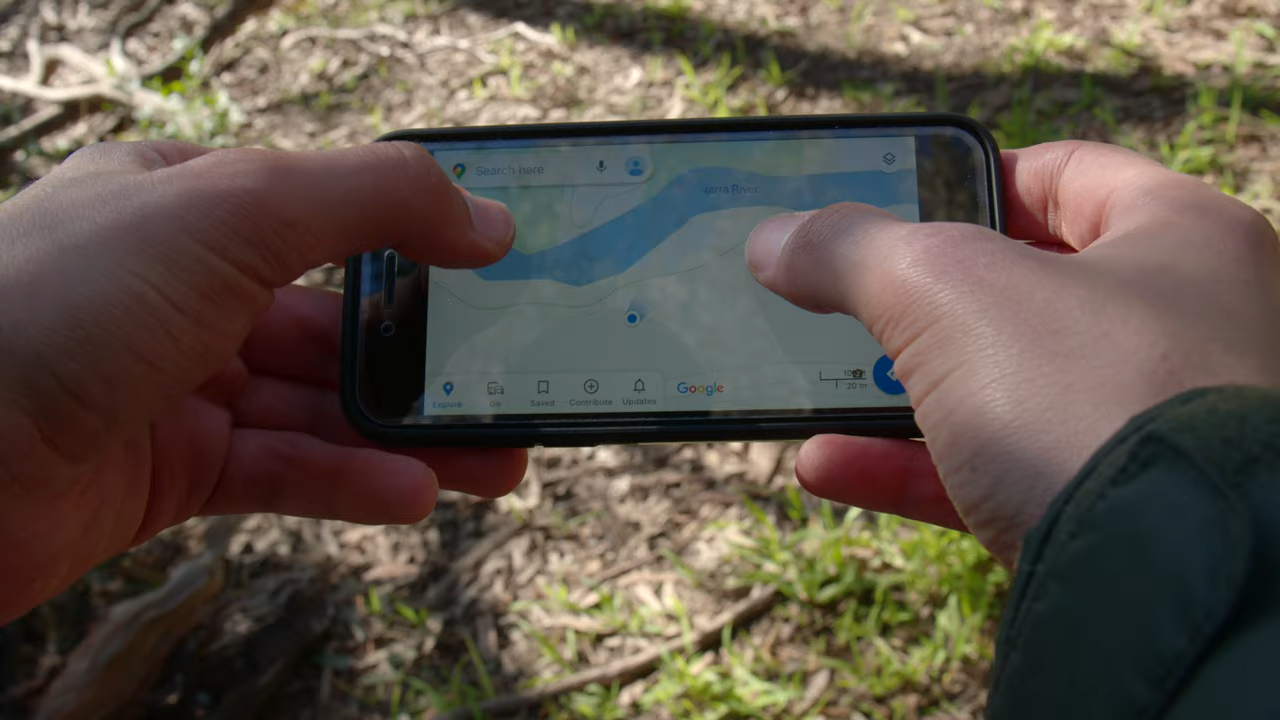 Search here
arra River
Explore
Go
Saved
Contribute
Updates
Google
20 m